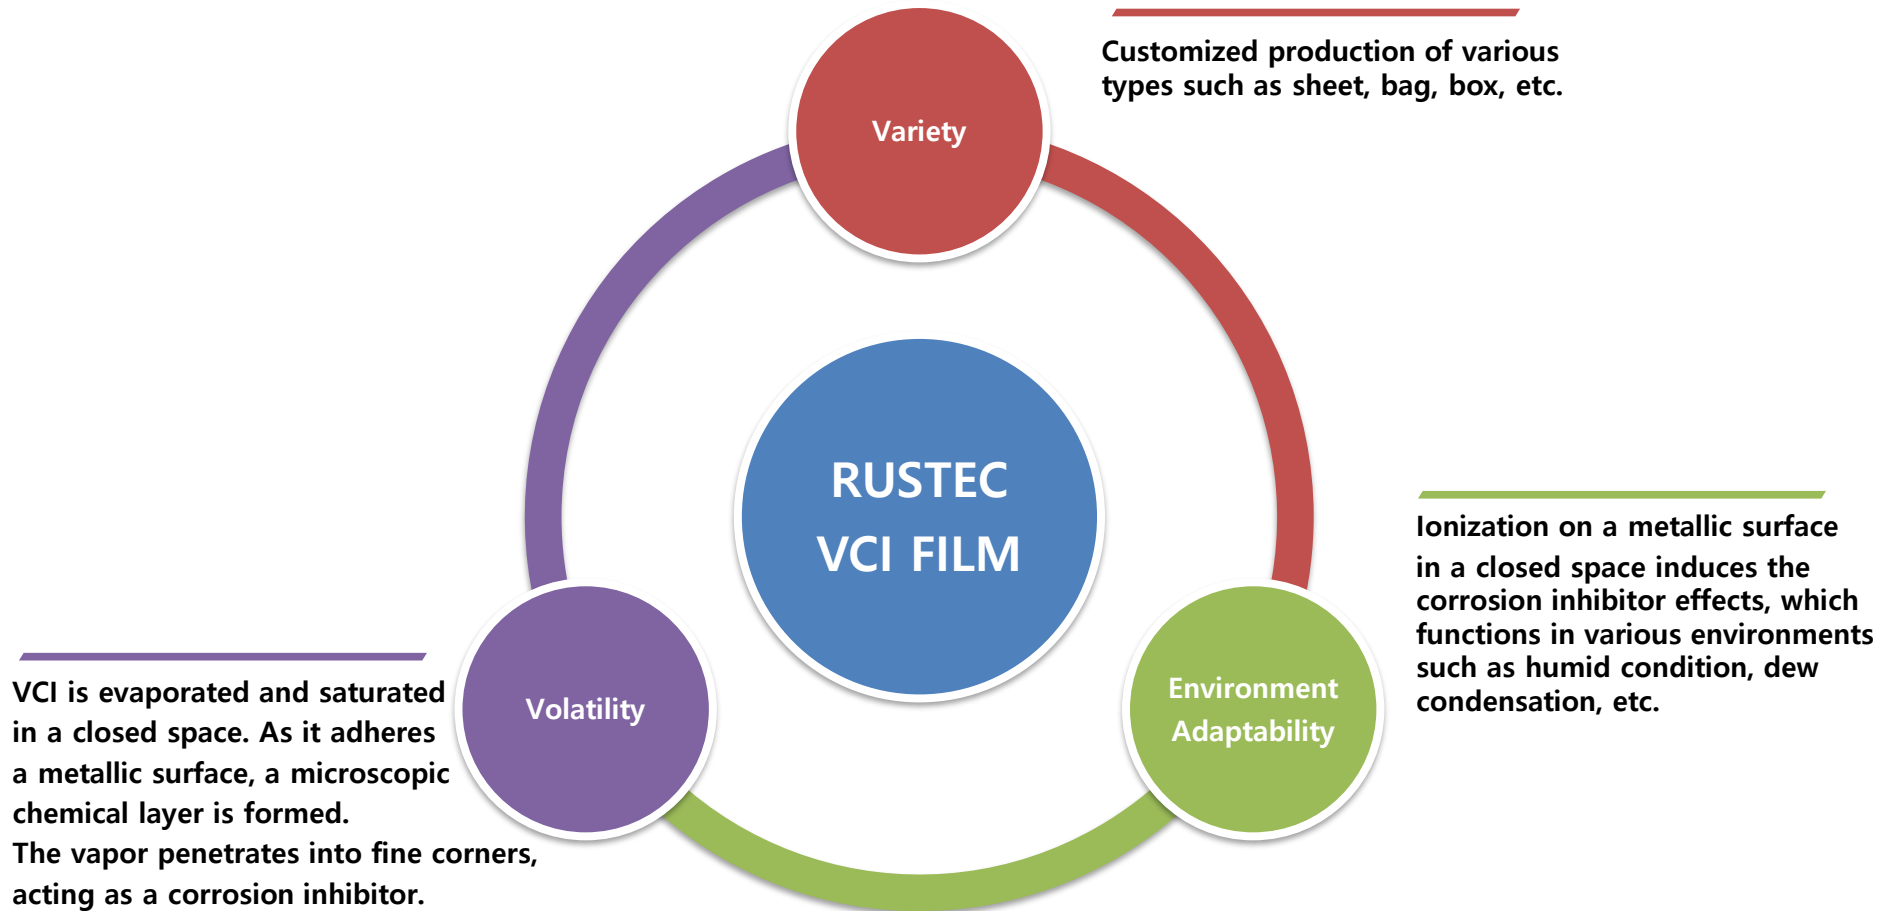 Customized production of various
types such as sheet, bag, box, etc.
Variety
RUSTEC
VCI FILM
Ionization on a metallic surface
in a closed space induces the
corrosion inhibitor effects, which
functions in various environments
such as humid condition, dew
condensation, etc.
Environment
Adaptability
Volatility
VCI is evaporated and saturated
in a closed space. As it adheres
a metallic surface, a microscopic
chemical layer is formed.
The vapor penetrates into fine corners,
acting as a corrosion inhibitor.